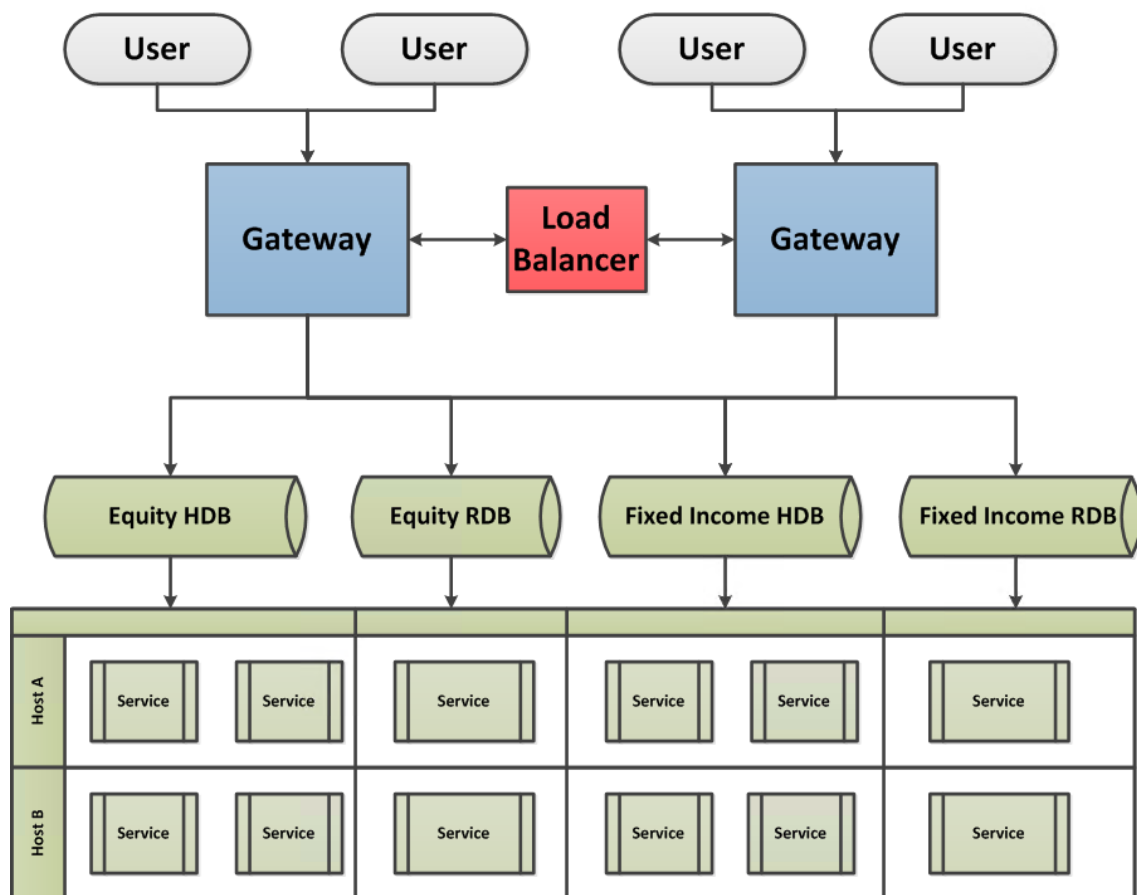 User
User
User
User
Gateway
Load
Balancer
Gateway
Equity HDB
Equity RDB
Fixed Income HDB
Fixed Income RDB
Host A
Service
Service
Service
Service
Service
Service
Host B
Service
Service
Service
Service
Service
Service